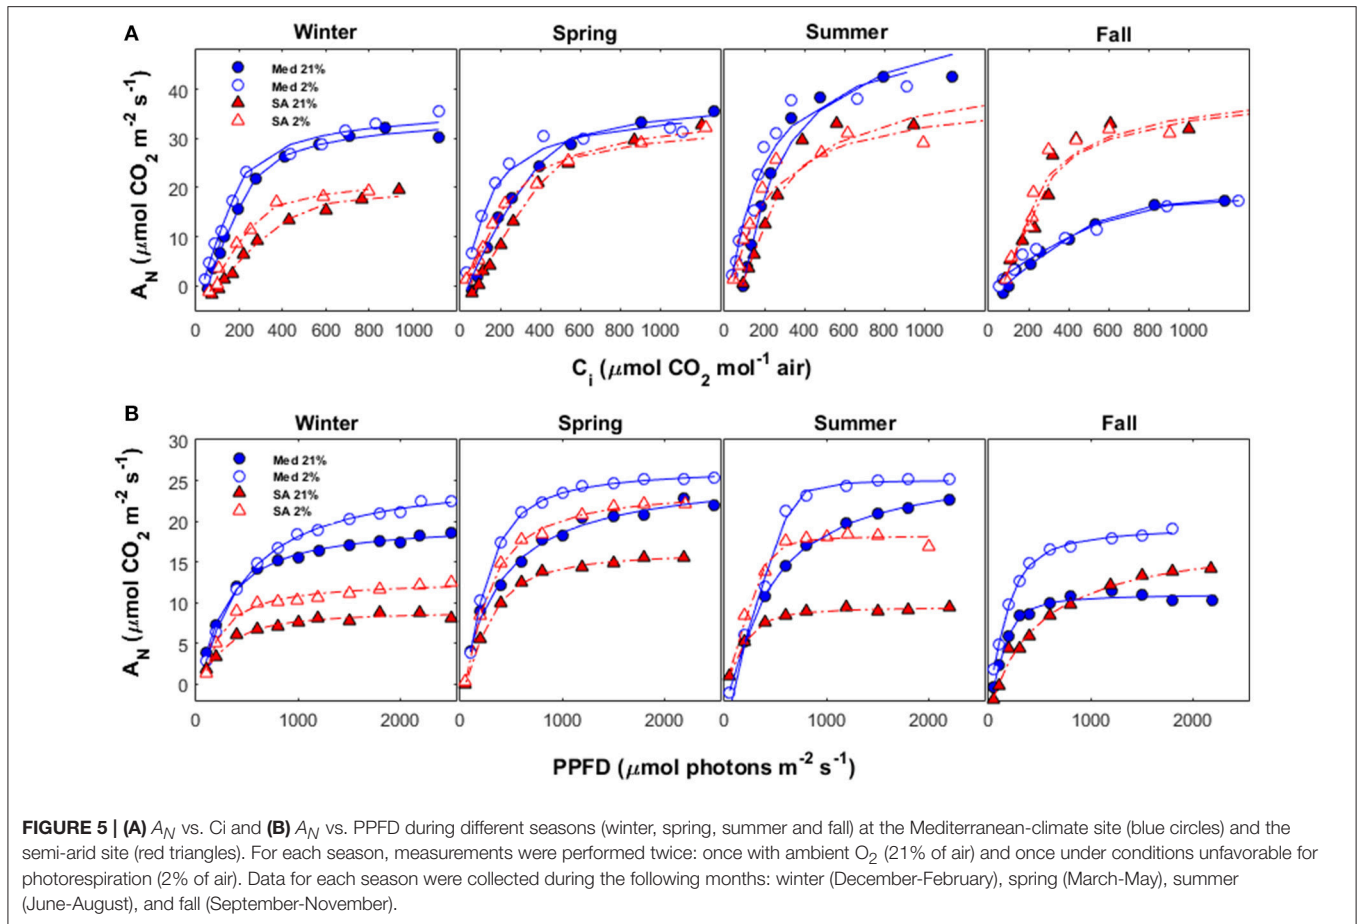 A
Winter Spring Summer Fall
Med 21%
Med 2%
SA 21%
SA 2%
40
30
20
10
0
A_N (μmol CO₂ m⁻² s⁻¹)
0 200 400 600 800 1000 0 200 400 600 800 1000 0 200 400 600 800 1000 0 200 400 600 800 1000
C_i (μmol CO₂ mol⁻¹ air)
B
Winter Spring Summer Fall
30
Med 21%
Med 2%
SA 21%
SA 2%
25
20
15
10
5
0
A_N (μmol CO₂ m⁻² s⁻¹)
0 1000 2000 0 1000 2000 0 1000 2000 0 1000 2000
PPFD (μmol photons m⁻² s⁻¹)
FIGURE 5 | (A) A_N vs. Ci and (B) A_N vs. PPFD during different seasons (winter, spring, summer and fall) at the Mediterranean-climate site (blue circles) and the
semi-arid site (red triangles). For each season, measurements were performed twice: once with ambient O₂ (21% of air) and once under conditions unfavorable for
photorespiration (2% of air). Data for each season were collected during the following months: winter (December-February), spring (March-May), summer
(June-August), and fall (September-November).